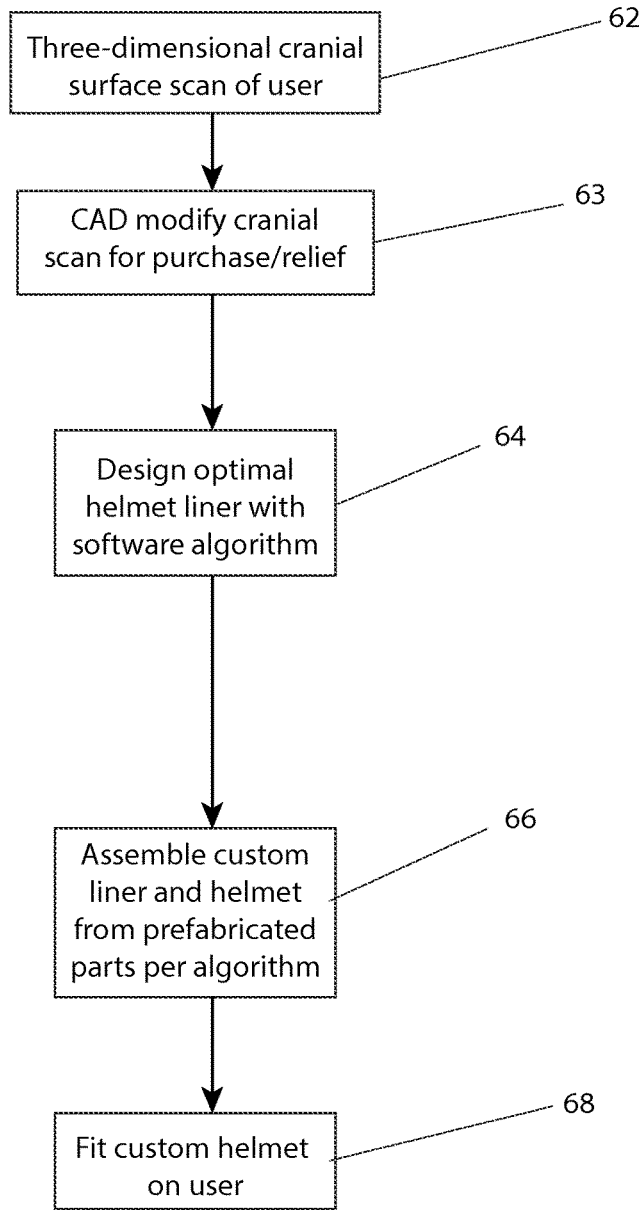 62
Three-dimensional cranial
surface scan of user
63
CAD modify cranial
scan for purchase/relief
64
Design optimal
helmet liner with
software algorithm
66
Assemble custom
liner and helmet
from prefabricated
parts per algorithm
68
Fit custom helmet
on user